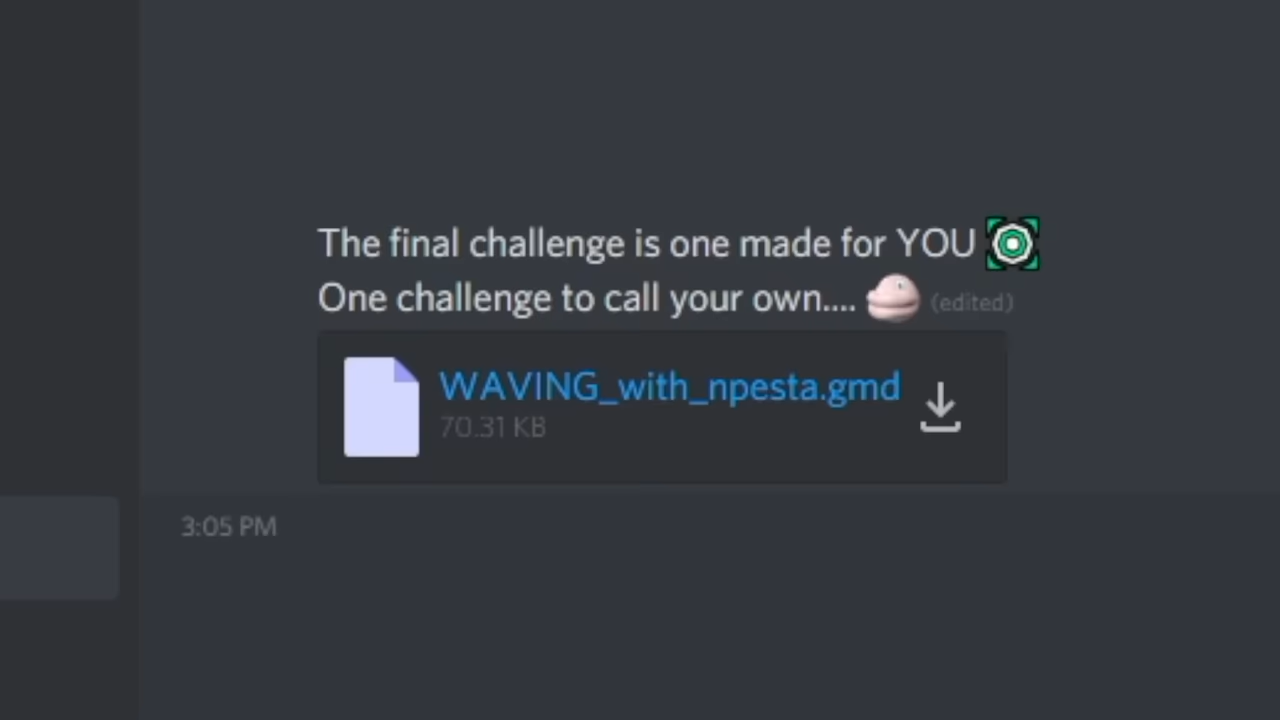 The final challenge is one made for YOU
One challenge to call your own.... (edited)
WAVING_with_npesta.gmd
70.31 KB
3:05 PM